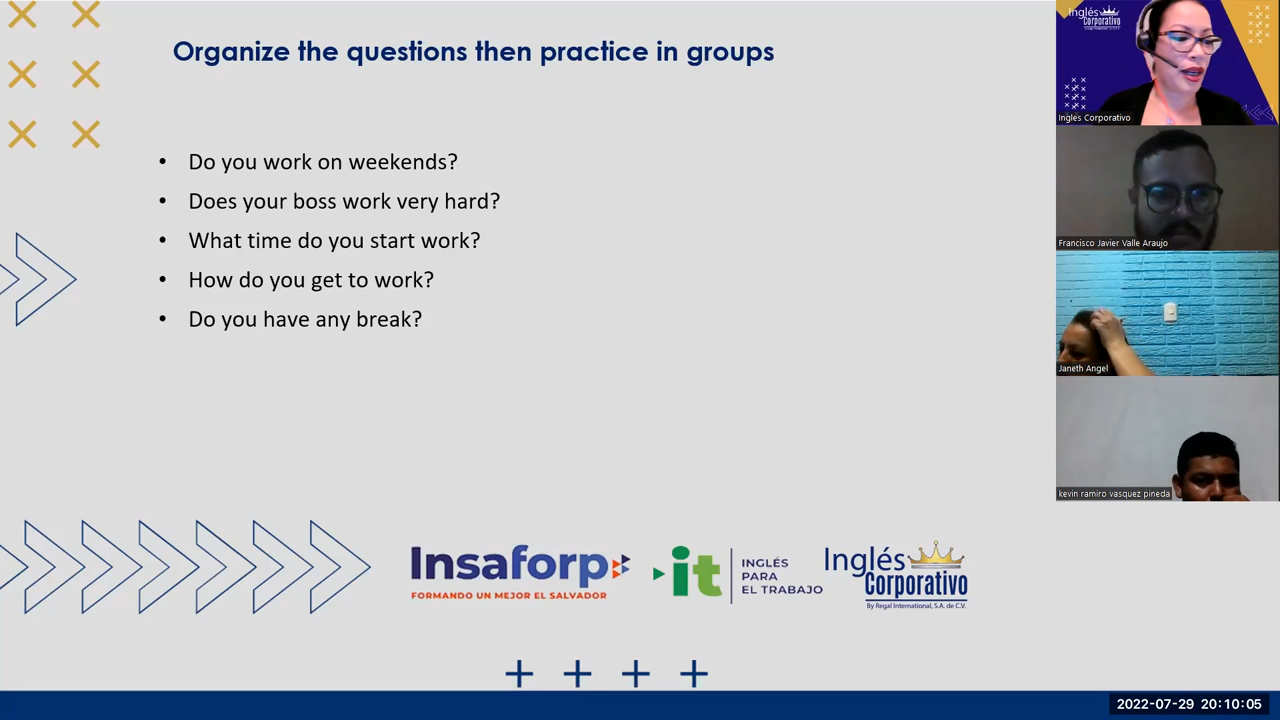 Organize the questions then practice in groups
• Do you work on weekends?
• Does your boss work very hard?
• What time do you start work?
• How do you get to work?
• Do you have any break?
Insaforp
FORMANDO UN MEJOR EL SALVADOR
it
INGLÉS
PARA
EL TRABAJO
Inglés
Corporativo
By Regal International, S.A. de C.V.
Inglés
Corporativo
Inglés Corporativo
Francisco Javier Valle Araujo
Janeth Angel
kevin ramiro vasquez pineda
2022-07-29 20:10:05